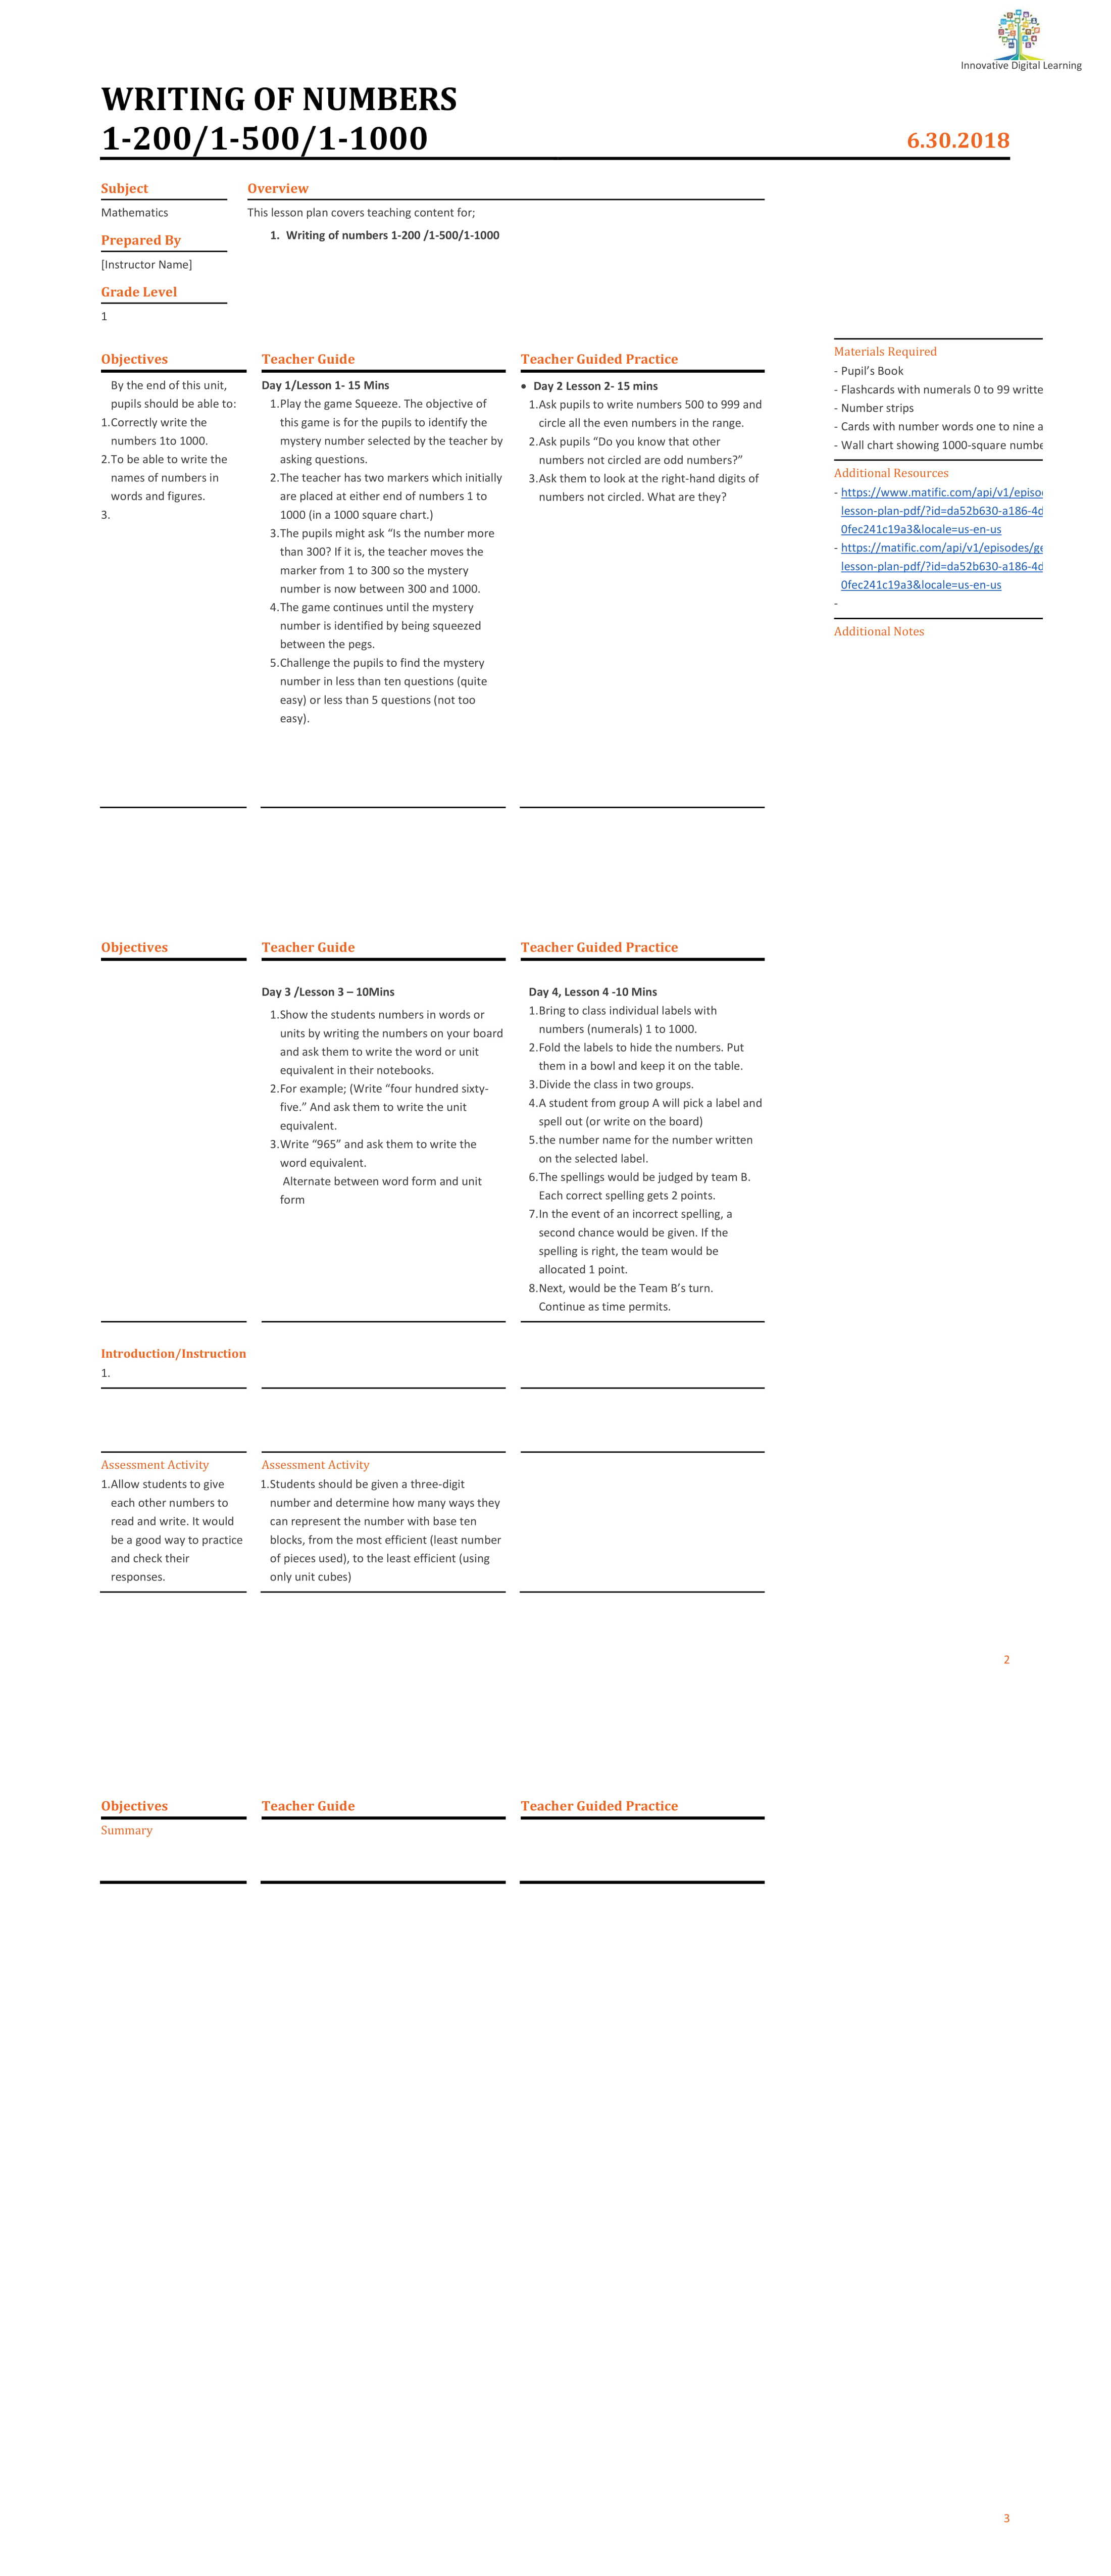 Innovative Digital Learning
WRITING OF NUMBERS
1-200/1-500/1-1000
6.30.2018
Subject
Mathematics
Prepared By
[Instructor Name]
Grade Level
1
Overview
This lesson plan covers teaching content for;
1. Writing of numbers 1-200 /1-500/1-1000
Objectives
By the end of this unit,
pupils should be able to:
1.Correctly write the
numbers 1to 1000.
2.To be able to write the
names of numbers in
words and figures.
3.
Teacher Guide
Day 1/Lesson 1- 15 Mins
1.Play the game Squeeze. The objective of
this game is for the pupils to identify the
mystery number selected by the teacher by
asking questions.
2.The teacher has two markers which initially
are placed at either end of numbers 1 to
1000 (in a 1000 square chart.)
3.The pupils might ask “Is the number more
than 300? If it is, the teacher moves the
marker from 1 to 300 so the mystery
number is now between 300 and 1000.
4.The game continues until the mystery
number is identified by being squeezed
between the pegs.
5.Challenge the pupils to find the mystery
number in less than ten questions (quite
easy) or less than 5 questions (not too
easy).
Teacher Guided Practice
• Day 2 Lesson 2- 15 mins
1.Ask pupils to write numbers 500 to 999 and
circle all the even numbers in the range.
2.Ask pupils “Do you know that other
numbers not circled are odd numbers?”
3.Ask them to look at the right-hand digits of
numbers not circled. What are they?
Materials Required
- Pupil’s Book
- Flashcards with numerals 0 to 99 writte
- Number strips
- Cards with number words one to nine a
- Wall chart showing 1000-square numbe
Additional Resources
- https://www.matific.com/api/v1/episo
lesson-plan-pdf/?id=da52b630-a186-4d
0fec241c19a3&locale=us-en-us
- https://matific.com/api/v1/episodes/ge
lesson-plan-pdf/?id=da52b630-a186-4d
0fec241c19a3&locale=us-en-us
-
Additional Notes
Objectives
Teacher Guide
Day 3 /Lesson 3 – 10Mins
1.Show the students numbers in words or
units by writing the numbers on your board
and ask them to write the word or unit
equivalent in their notebooks.
2.For example; (Write “four hundred sixty-
five.” And ask them to write the unit
equivalent.
3.Write “965” and ask them to write the
word equivalent.
Alternate between word form and unit
form
Teacher Guided Practice
Day 4, Lesson 4 -10 Mins
1.Bring to class individual labels with
numbers (numerals) 1 to 1000.
2.Fold the labels to hide the numbers. Put
them in a bowl and keep it on the table.
3.Divide the class in two groups.
4.A student from group A will pick a label and
spell out (or write on the board)
5.the number name for the number written
on the selected label.
6.The spellings would be judged by team B.
Each correct spelling gets 2 points.
7.In the event of an incorrect spelling, a
second chance would be given. If the
spelling is right, the team would be
allocated 1 point.
8.Next, would be the Team B’s turn.
Continue as time permits.
Introduction/Instruction
1.
Assessment Activity
1.Allow students to give
each other numbers to
read and write. It would
be a good way to practice
and check their
responses.
Assessment Activity
1.Students should be given a three-digit
number and determine how many ways they
can represent the number with base ten
blocks, from the most efficient (least number
of pieces used), to the least efficient (using
only unit cubes)
2
Objectives
Teacher Guide
Teacher Guided Practice
Summary
3